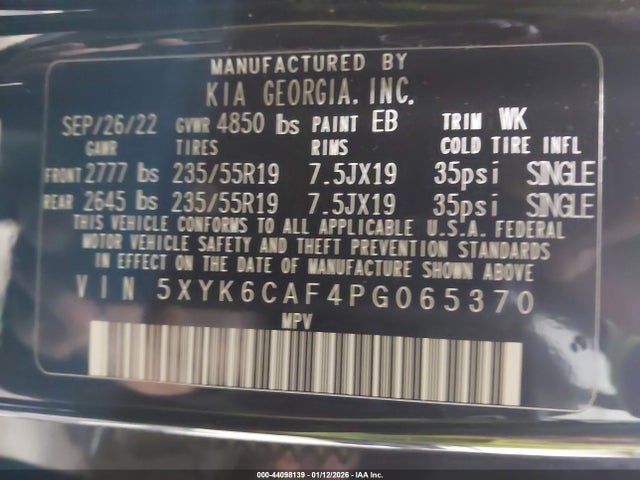 MANUFACTURED BY
KIA GEORGIA, INC.
SEP/26/22 GVWR 4850 lbs PAINT EB TRIM WK
GAWR TIRES RIMS COLD TIRE INFL
FRONT 2777 lbs 235/55R19 7.5JX19 35psi SINGLE
REAR 2645 lbs 235/55R19 7.5JX19 35psi SINGLE
THIS VEHICLE CONFORMS TO ALL APPLICABLE U.S.A. FEDERAL
MOTOR VEHICLE SAFETY AND THEFT PREVENTION STANDARDS
IN EFFECT ON THE DATE OF MANUFACTURE SHOWN ABOVE
VIN 5XYK6CAF4PG065370
MPV
000-44098139 - 01/12/2026 - IAA Inc.